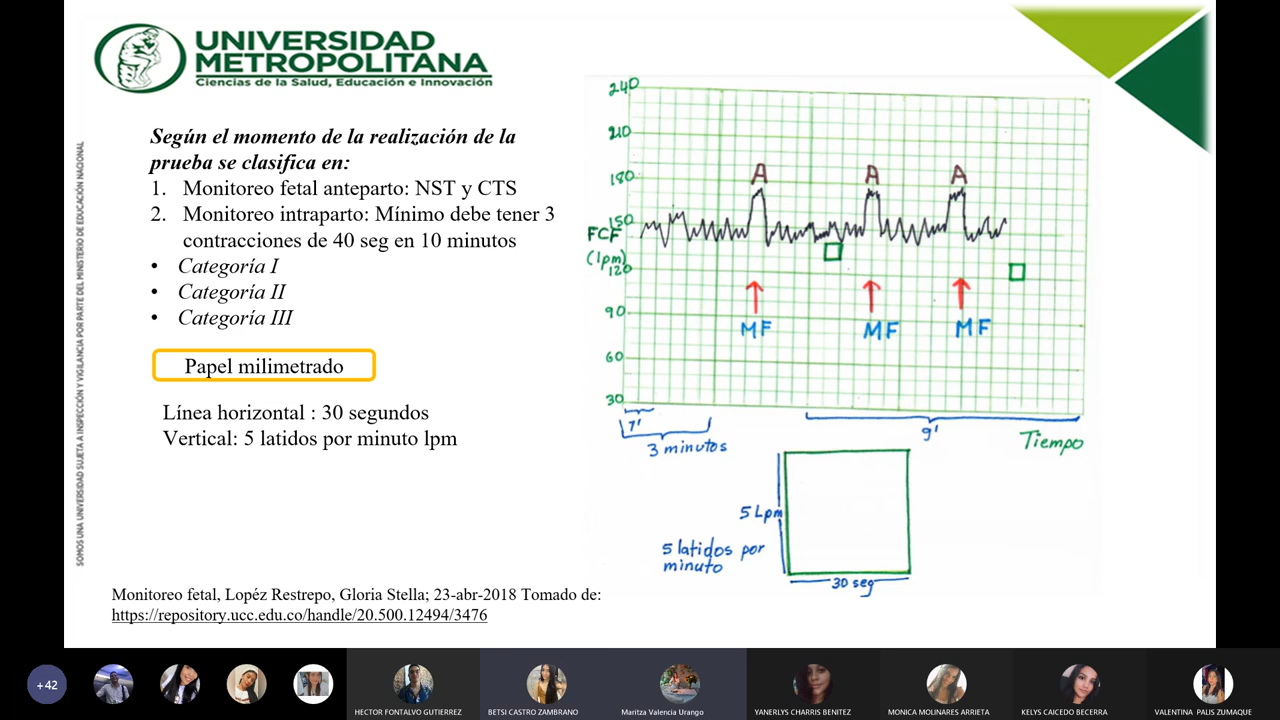 UNIVERSIDAD
METROPOLITANA
Ciencias de la Salud, Educación e Innovación
SOMOS UNA UNIVERSIDAD SUJETA A INSPECCIÓN Y VIGILANCIA POR PARTE DEL MINISTERIO DE EDUCACIÓN NACIONAL
Según el momento de la realización de la
prueba se clasifica en:
1. Monitoreo fetal anteparto: NST y CTS
2. Monitoreo intraparto: Mínimo debe tener 3
contracciones de 40 seg en 10 minutos
• Categoría I
• Categoría II
• Categoría III
Papel milimetrado
Línea horizontal : 30 segundos
Vertical: 5 latidos por minuto lpm
240
210
180
150
FCF
(lpm)
120
90
60
30
A A A
MF MF MF
1'
3 minutos
9'
Tiempo
5 Lpm
5 latidos por
minuto
30 seg
Monitoreo fetal, Lopéz Restrepo, Gloria Stella; 23-abr-2018 Tomado de:
https://repository.ucc.edu.co/handle/20.500.12494/3476
+42
HECTOR FONTALVO GUTIERREZ
BETSI CASTRO ZAMBRANO
Maritza Valencia Urango
YANERLYS CHARRIS BENITEZ
MONICA MOLINARES ARRIETA
KELYS CAICEDO BECERRA
VALENTINA PALIS ZUMAQUE